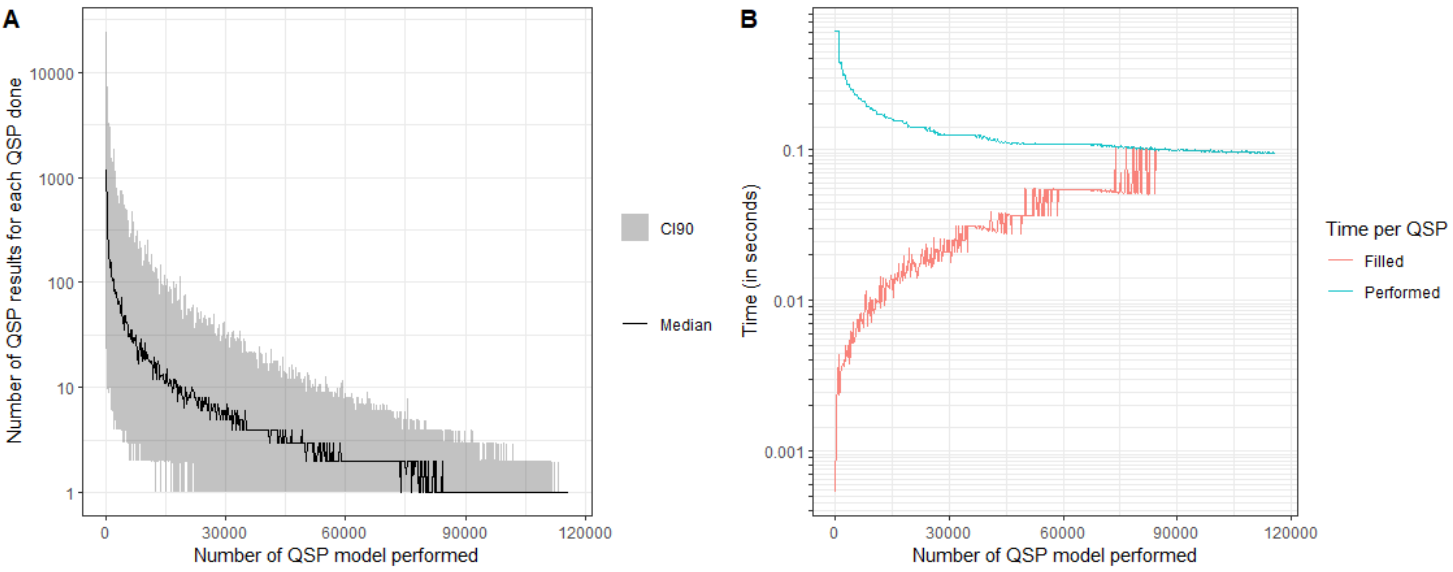 A
Number of QSP results for each QSP done
10000
1000
100
10
1
0
30000
60000
90000
120000
Number of QSP model performed
CI90
Median
B
Time (in seconds)
0.1
0.01
0.001
0
30000
60000
90000
120000
Number of QSP model performed
Time per QSP
Filled
Performed